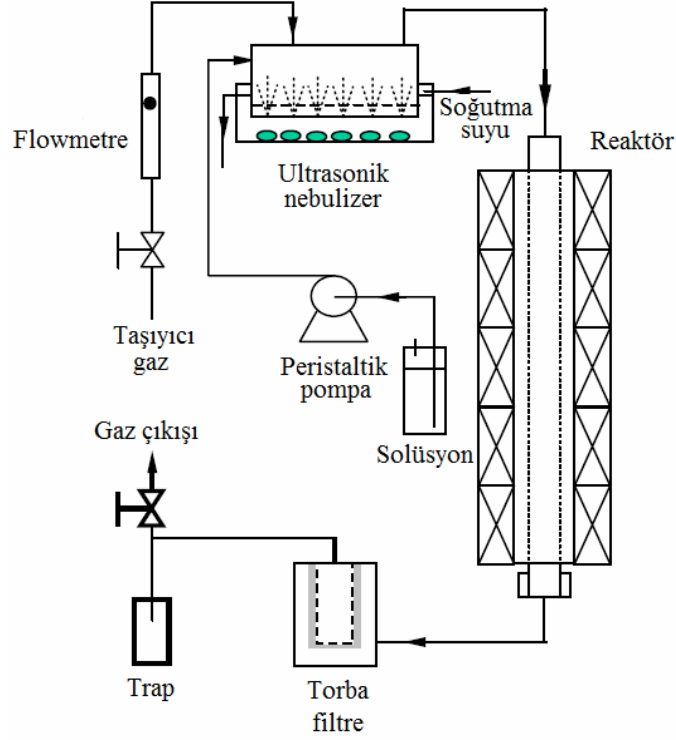 Flowmetre
Soğutma
suyu
Reaktör
Ultrasonik
nebulizer
Taşıyıcı
gaz
Peristaltik
pompa
Solüsyon
Gaz çıkışı
Trap
Torba
filtre